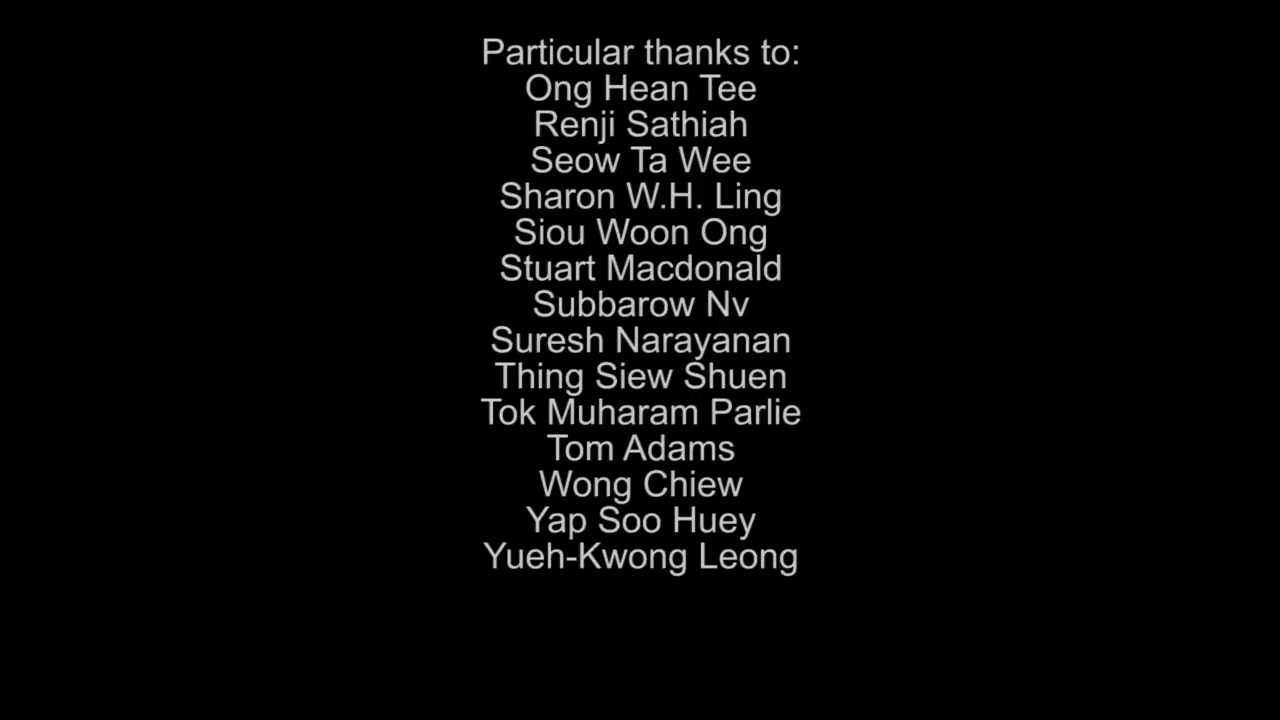 Particular thanks to:
Ong Hean Tee
Renji Sathiah
Seow Ta Wee
Sharon W.H. Ling
Siou Woon Ong
Stuart Macdonald
Subbarow Nv
Suresh Narayanan
Thing Siew Shuen
Tok Muharam Parlie
Tom Adams
Wong Chiew
Yap Soo Huey
Yueh-Kwong Leong